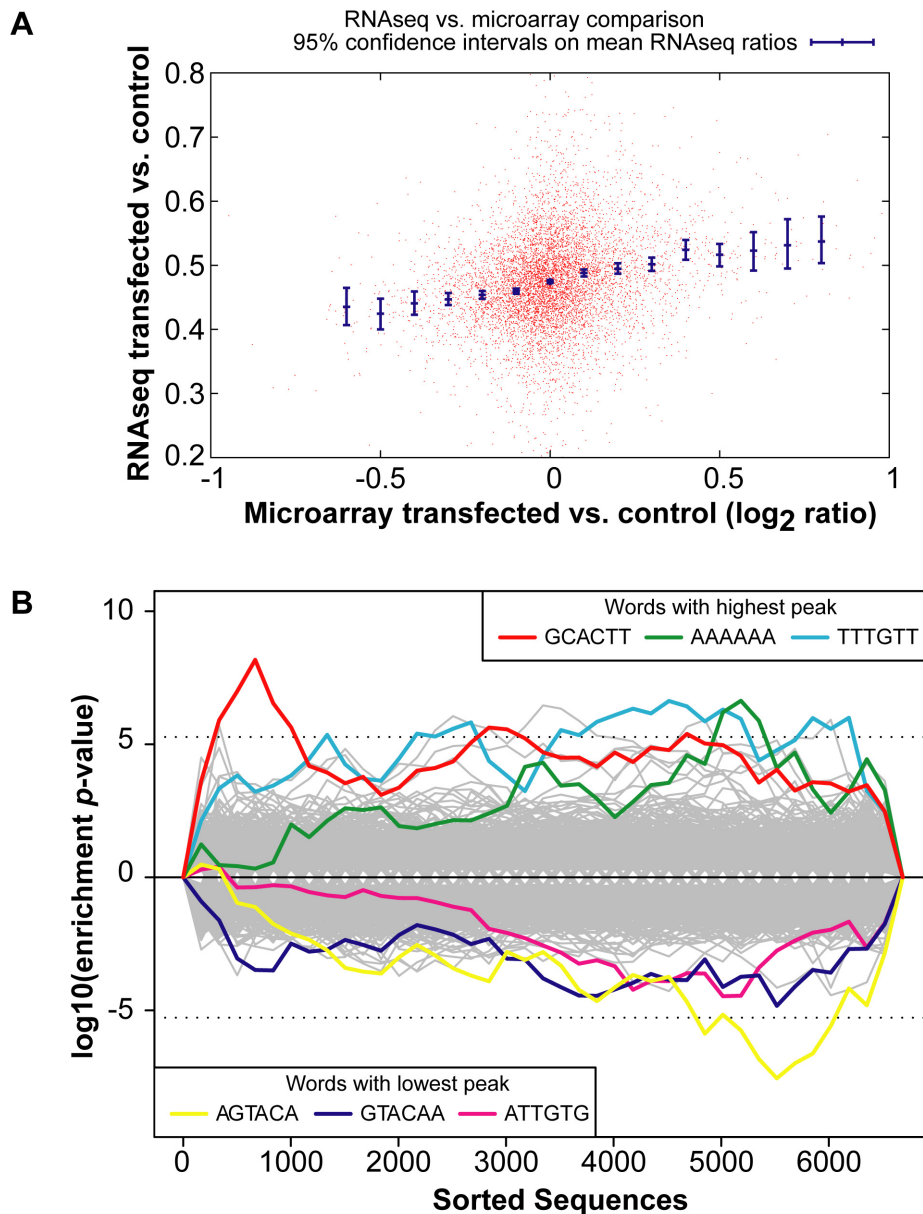 A
RNAseq vs. microarray comparison
95% confidence intervals on mean RNAseq ratios
RNAseq transfected vs. control
0.8
0.7
0.6
0.5
0.4
0.3
0.2
-1
-0.5
0
0.5
1
Microarray transfected vs. control (log2 ratio)
B
log10(enrichment p-value)
10
5
0
-5
Words with highest peak
GCACTT AAAAAA TTTGTT
Words with lowest peak
AGTACA GTACAA ATTGTG
0 1000 2000 3000 4000 5000 6000
Sorted Sequences